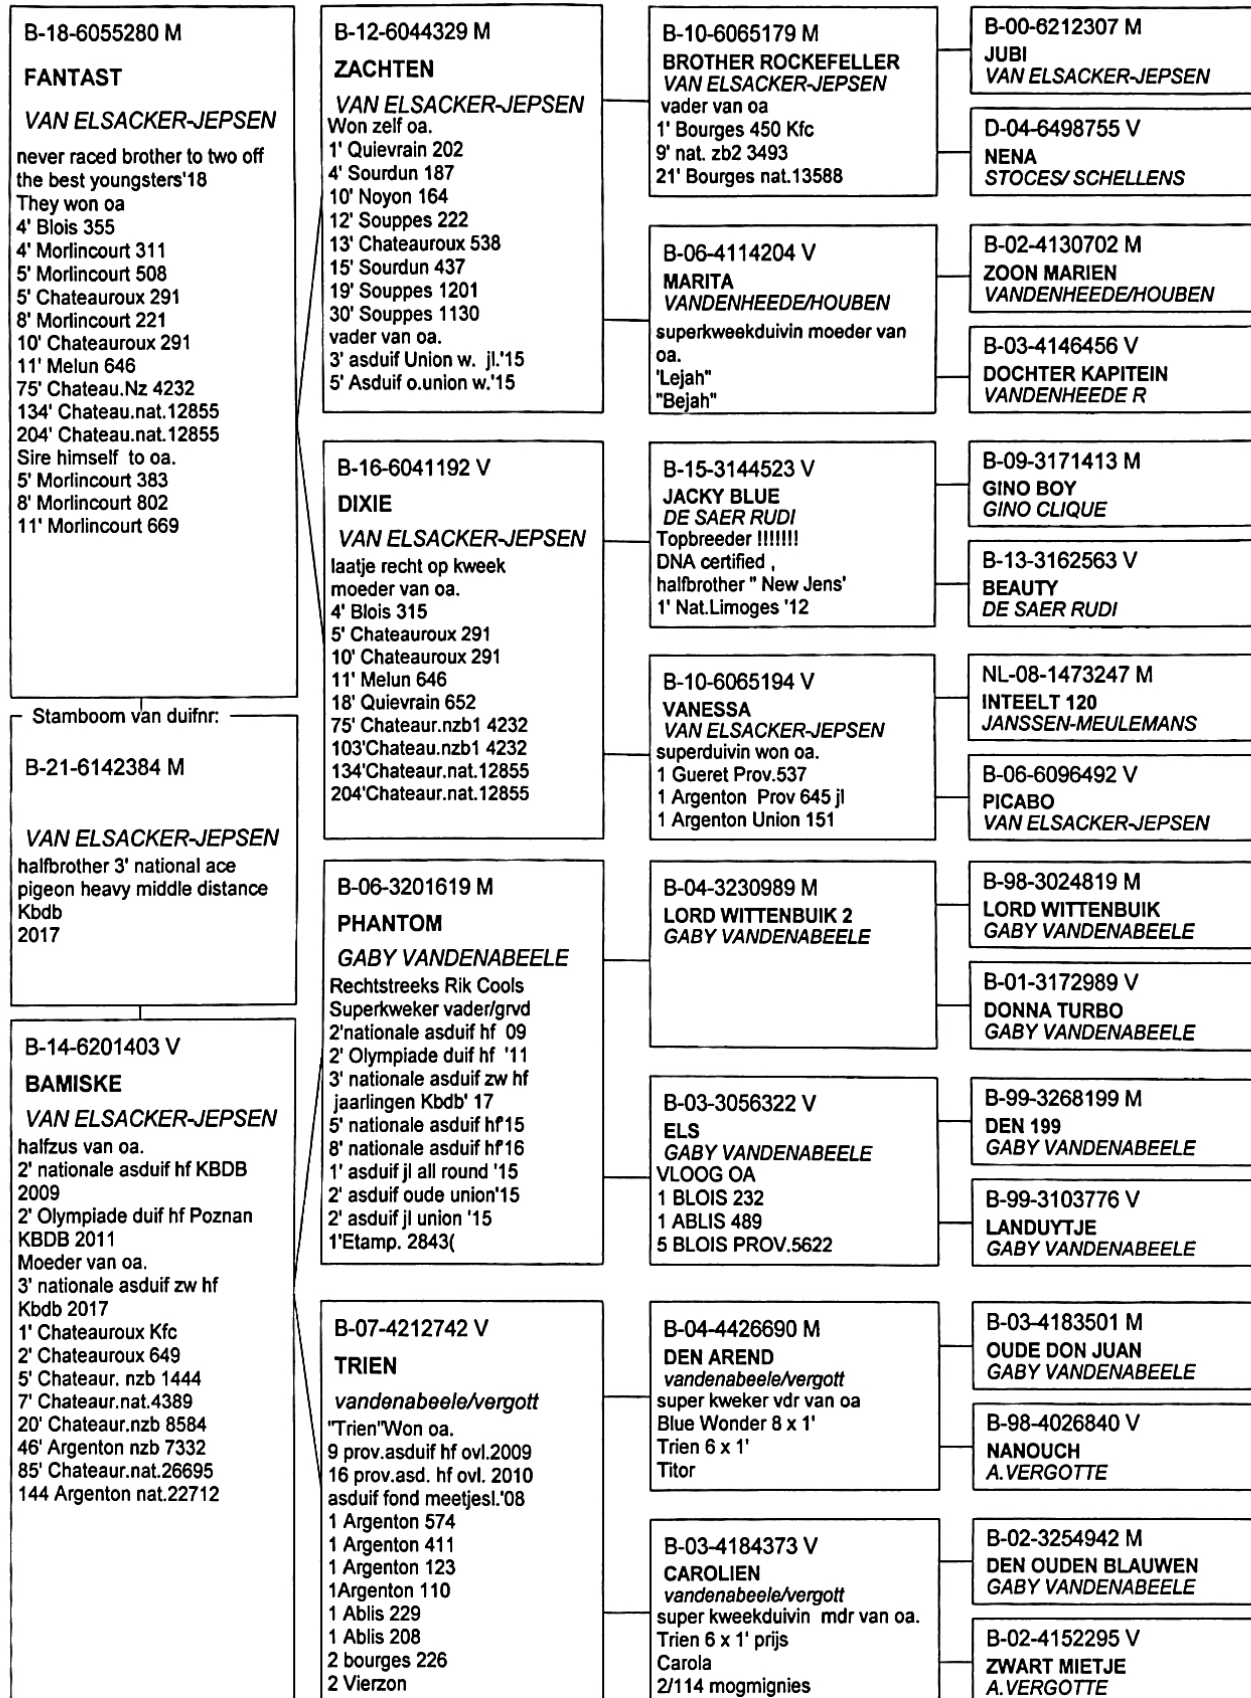 B-18-6055280 M
FANTAST
VAN ELSACKER-JEPSEN
never raced brother to two off
the best youngsters'18
They won oa
4' Blois 355
4' Morlincourt 311
5' Morlincourt 508
5' Chateauroux 291
8' Morlincourt 221
10' Chateauroux 291
11' Melun 646
75' Chateau.Nz 4232
134' Chateau.nat.12855
204' Chateau.nat.12855
Sire himself to oa.
5' Morlincourt 383
8' Morlincourt 802
11' Morlincourt 669
Stamboom van duifnr:
B-21-6142384 M
VAN ELSACKER-JEPSEN
halfbrother 3' national ace
pigeon heavy middle distance
Kbdb
2017
B-14-6201403 V
BAMISKE
VAN ELSACKER-JEPSEN
halfzus van oa.
2' nationale asduif hf KBDB
2009
2' Olympiade duif hf Poznan
KBDB 2011
Moeder van oa.
3' nationale asduif zw hf
Kbdb 2017
1' Chateauroux Kfc
2' Chateauroux 649
5' Chateaur. nzb 1444
7' Chateaur.nat.4389
20' Chateaur.nzb 8584
46' Argenton nzb 7332
85' Chateaur.nat.26695
144 Argenton nat.22712
B-12-6044329 M
ZACHTEN
VAN ELSACKER-JEPSEN
Won zelf oa.
1' Quievrain 202
4' Sourdun 187
10' Noyon 164
12' Souppes 222
13' Chateauroux 538
15' Sourdun 437
19' Souppes 1201
30' Souppes 1130
vader van oa.
3' asduif Union w. jl.'15
5' Asduif o.union w.'15
B-16-6041192 V
DIXIE
VAN ELSACKER-JEPSEN
laatje recht op kweek
moeder van oa.
4' Blois 315
5' Chateauroux 291
10' Chateauroux 291
11' Melun 646
18' Quievrain 652
75' Chateaur.nzb1 4232
103'Chateau.nzb1 4232
134'Chateaur.nat.12855
204'Chateaur.nat.12855
B-06-3201619 M
PHANTOM
GABY VANDENABEELE
Rechtstreeks Rik Cools
Superkweker vader/grvd
2'nationale asduif hf 09
2' Olympiade duif hf '11
3' nationale asduif zw hf
jaarlingen Kbdb' 17
5' nationale asduif hf'15
8' nationale asduif hf'16
1' asduif jl all round '15
2' asduif oude union'15
2' asduif jl union '15
1'Etamp. 2843(
B-07-4212742 V
TRIEN
vandenabeele/vergott
"Trien"Won oa.
9 prov.asduif hf ovl.2009
16 prov.asd. hf ovl. 2010
asduif fond meetjesl.'08
1 Argenton 574
1 Argenton 411
1 Argenton 123
1Argenton 110
1 Ablis 229
1 Ablis 208
2 bourges 226
2 Vierzon
B-10-6065179 M
BROTHER ROCKEFELLER
VAN ELSACKER-JEPSEN
vader van oa
1' Bourges 450 Kfc
9' nat. zb2 3493
21' Bourges nat.13588
B-06-4114204 V
MARITA
VANDENHEEDE/HOUBEN
superkweekduivin moeder van
oa.
'Lejah"
"Bejah"
B-15-3144523 V
JACKY BLUE
DE SAER RUDI
Topbreeder !!!!!!!
DNA certified ,
halfbrother " New Jens'
1' Nat.Limoges '12
B-10-6065194 V
VANESSA
VAN ELSACKER-JEPSEN
superduivin won oa.
1 Gueret Prov.537
1 Argenton Prov 645 jl
1 Argenton Union 151
B-04-3230989 M
LORD WITTENBUIK 2
GABY VANDENABEELE
B-03-3056322 V
ELS
GABY VANDENABEELE
VLOOG OA
1 BLOIS 232
1 ABLIS 489
5 BLOIS PROV.5622
B-04-4426690 M
DEN AREND
vandenabeele/vergott
super kweker vdr van oa
Blue Wonder 8 x 1'
Trien 6 x 1'
Titor
B-03-4184373 V
CAROLIEN
vandenabeele/vergott
super kweekduivin mdr van oa.
Trien 6 x 1' prijs
Carola
2/114 mogmignies
B-00-6212307 M
JUBI
VAN ELSACKER-JEPSEN
D-04-6498755 V
NENA
STOCES/ SCHELLENS
B-02-4130702 M
ZOON MARIEN
VANDENHEEDE/HOUBEN
B-03-4146456 V
DOCHTER KAPITEIN
VANDENHEEDE R
B-09-3171413 M
GINO BOY
GINO CLIQUE
B-13-3162563 V
BEAUTY
DE SAER RUDI
NL-08-1473247 M
INTEELT 120
JANSSEN-MEULEMANS
B-06-6096492 V
PICABO
VAN ELSACKER-JEPSEN
B-98-3024819 M
LORD WITTENBUIK
GABY VANDENABEELE
B-01-3172989 V
DONNA TURBO
GABY VANDENABEELE
B-99-3268199 M
DEN 199
GABY VANDENABEELE
B-99-3103776 V
LANDUYTJE
GABY VANDENABEELE
B-03-4183501 M
OUDE DON JUAN
GABY VANDENABEELE
B-98-4026840 V
NANOUCH
A.VERGOTTE
B-02-3254942 M
DEN OUDEN BLAUWEN
GABY VANDENABEELE
B-02-4152295 V
ZWART MIETJE
A.VERGOTTE